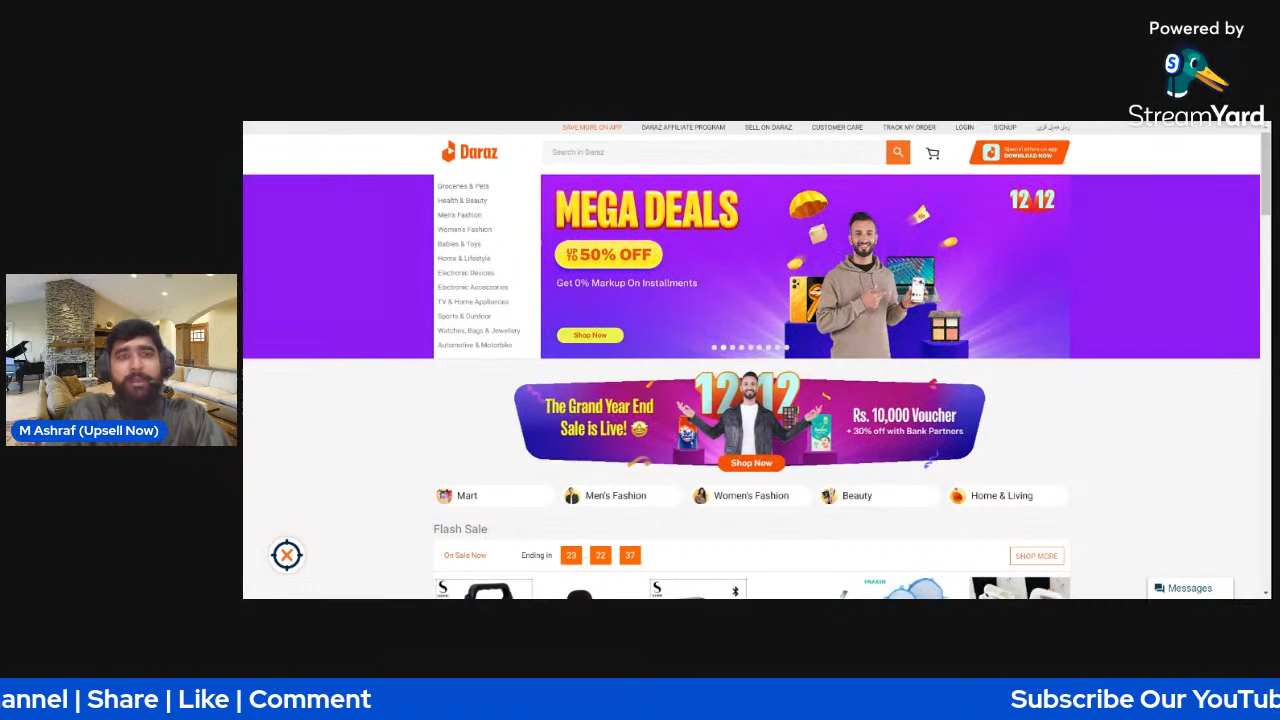 Powered by
StreamYard
SAVE MORE ON APP
DARAZ AFFILIATE PROGRAM
SELL ON DARAZ
CUSTOMER CARE
TRACK MY ORDER
LOGIN
SIGNUP
Daraz
Search in Daraz
Special offers on app
DOWNLOAD NOW
Groceries & Pets
Health & Beauty
Men's Fashion
Women's Fashion
Babies & Toys
Home & Lifestyle
Electronic Devices
Electronic Accessories
TV & Home Appliances
Sports & Outdoor
Watches, Bags & Jewellery
Automotive & Motorbike
MEGA DEALS
UP TO 50% OFF
Get 0% Markup On Installments
Shop Now
12 12
M Ashraf (Upsell Now)
The Grand Year End
Sale is Live!
12 12
Rs. 10,000 Voucher
+ 30% off with Bank Partners
Shop Now
Mart
Men's Fashion
Women's Fashion
Beauty
Home & Living
Flash Sale
On Sale Now
Ending in
23
22
37
SHOP MORE
FRAXIN
Messages
annel | Share | Like | Comment
Subscribe Our YouTub